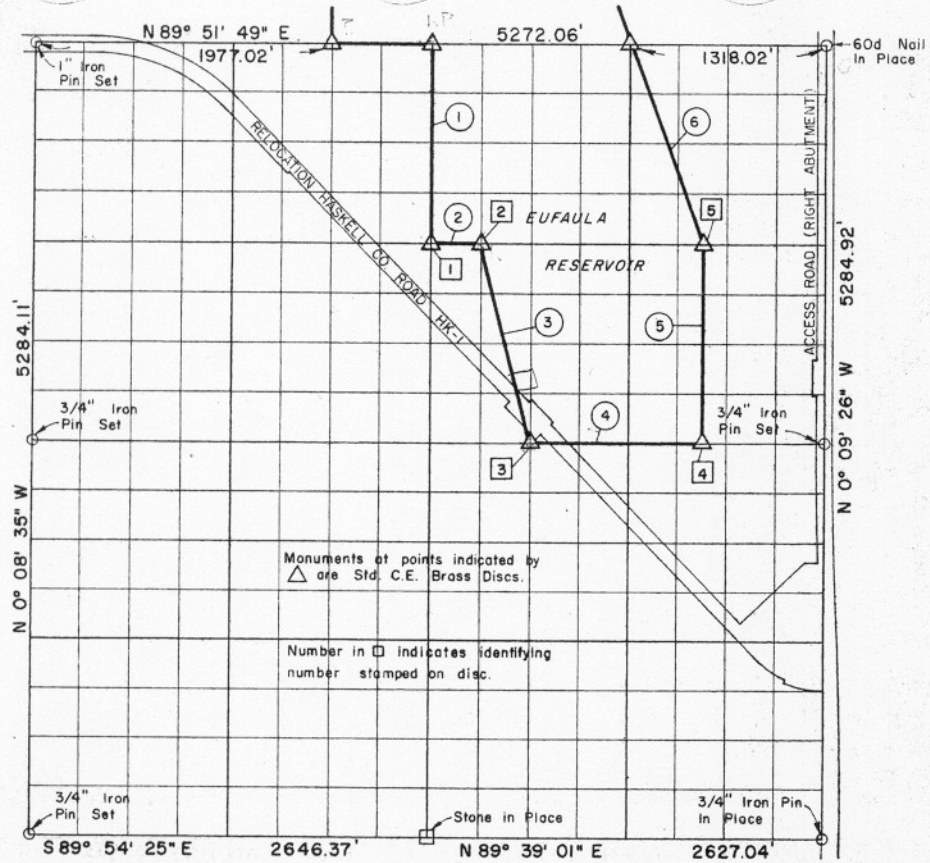 N 89° 51' 49" E
5272.06'
1977.02'
1318.02'
60d Nail
In Place
1" Iron
Pin Set
RELOCATION HASKELL CO. ROAD HK-1
ACCESS ROAD (RIGHT ABUTMENT)
1
6
2
2
EUFAULA
5
1
RESERVOIR
5284.11'
5284.92'
3
5
3/4" Iron
Pin Set
3/4" Iron
Pin Set
4
3
4
N 0° 09' 26" W
N 0° 08' 35" W
Monuments at points indicated by
△ are Std. C.E. Brass Discs.
Number in □ indicates identifying
number stamped on disc.
3/4" Iron
Pin Set
Stone in Place
3/4" Iron Pin
In Place
S 89° 54' 25" E
2646.37'
N 89° 39' 01" E
2627.04'